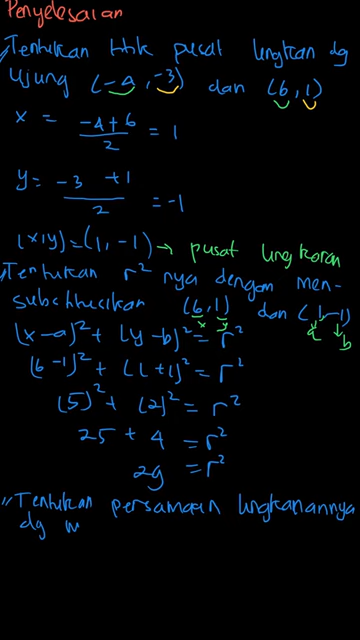 Penyelesaian
Tentukan titik pusat lingkaran dg
ujung (-4, -3) dan (6, 1)
x = -4+6 / 2 = 1
y = -3 +1 / 2 = -1
(x,y) = (1, -1) → pusat lingkaran
Tentukan r² nya dengan men-
substitusikan (6, 1) dan (1, -1)
x y a b
(x - a)² + (y - b)² = r²
(6 - 1)² + (1 + 1)² = r²
(5)² + (2)² = r²
25 + 4 = r²
29 = r²
Tentukan persamaan lingkarannya
dg m